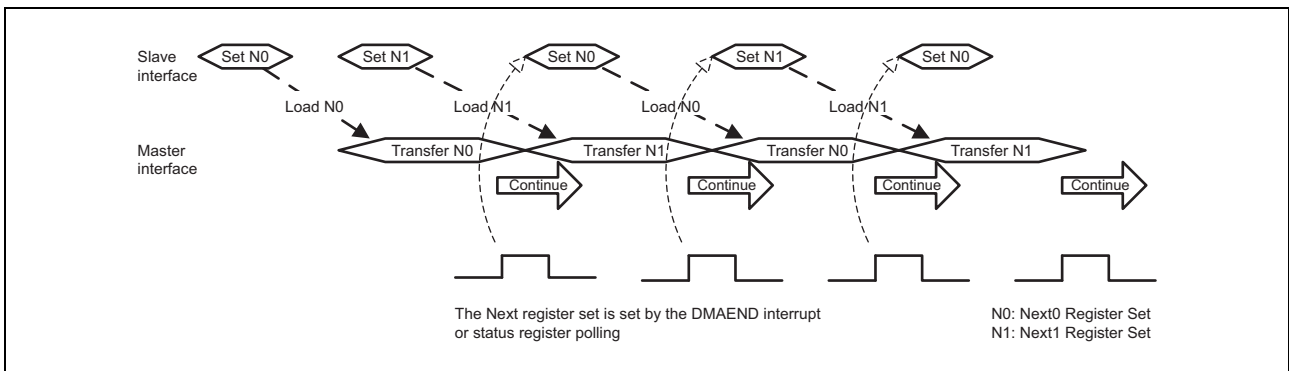 Slave interface
Set N0
Set N1
Set N0
Set N1
Set N0
Load N0
Load N1
Load N0
Load N1
Master interface
Transfer N0
Transfer N1
Transfer N0
Transfer N1
Continue
Continue
Continue
Continue
The Next register set is set by the DMAEND interrupt
or status register polling
N0: Next0 Register Set
N1: Next1 Register Set